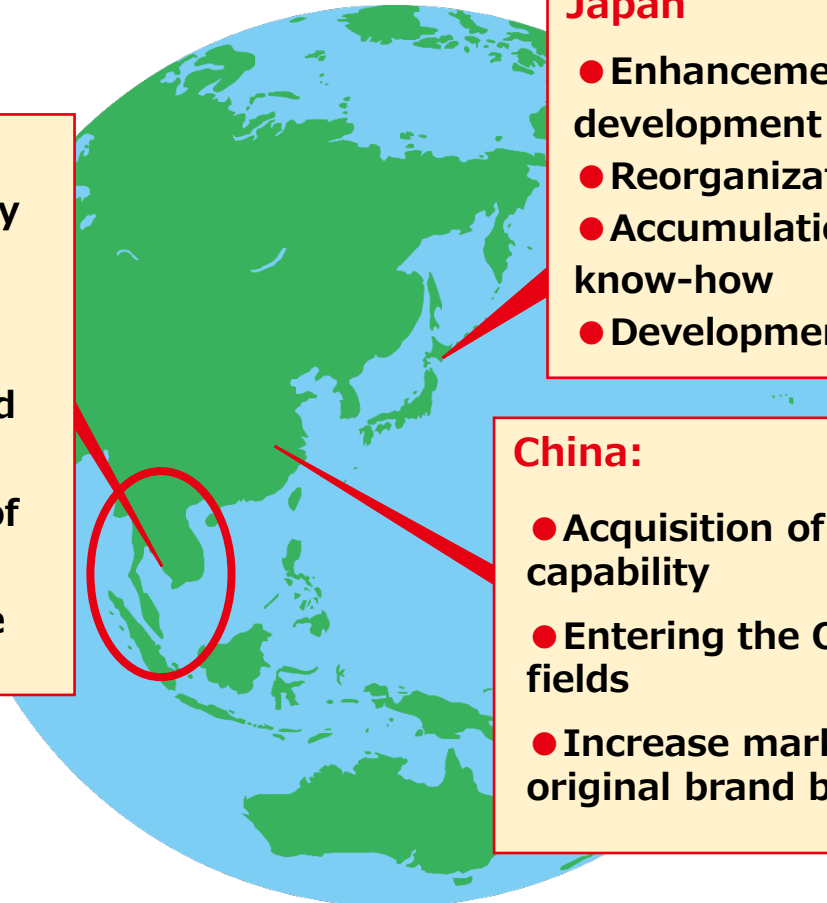 y
d
of
e
Japan
●Enhanceme
development
●Reorganizat
●Accumulatio
know-how
●Developmen
China:
●Acquisition of
capability
●Entering the C
fields
●Increase mark
original brand b